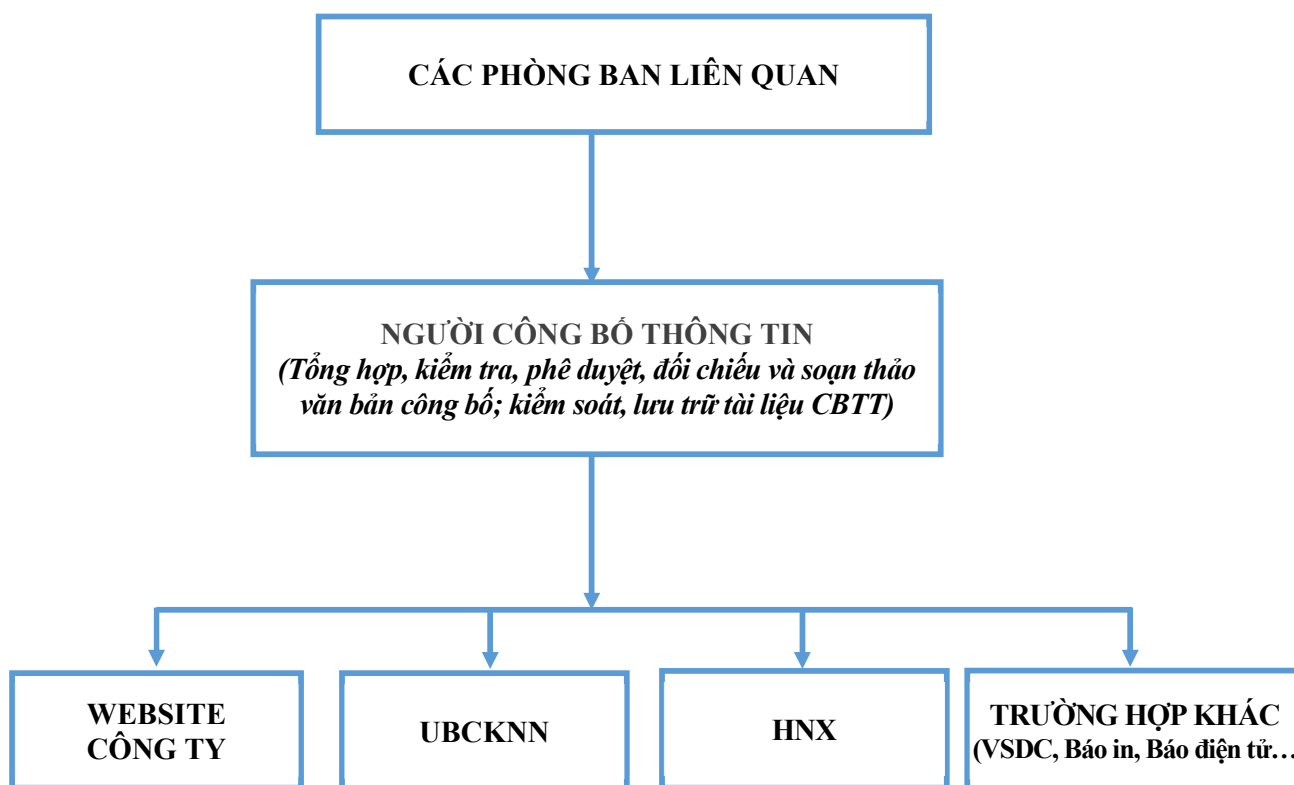 CÁC PHÒNG BAN LIÊN QUAN
NGƯỜI CÔNG BỐ THÔNG TIN
(Tổng hợp, kiểm tra, phê duyệt, đối chiếu và soạn thảo
văn bản công bố; kiểm soát, lưu trữ tài liệu CBTT)
WEBSITE
CÔNG TY
UBCKNN
HNX
TRƯỜNG HỢP KHÁC
(VSDC, Báo in, Báo điện tử…